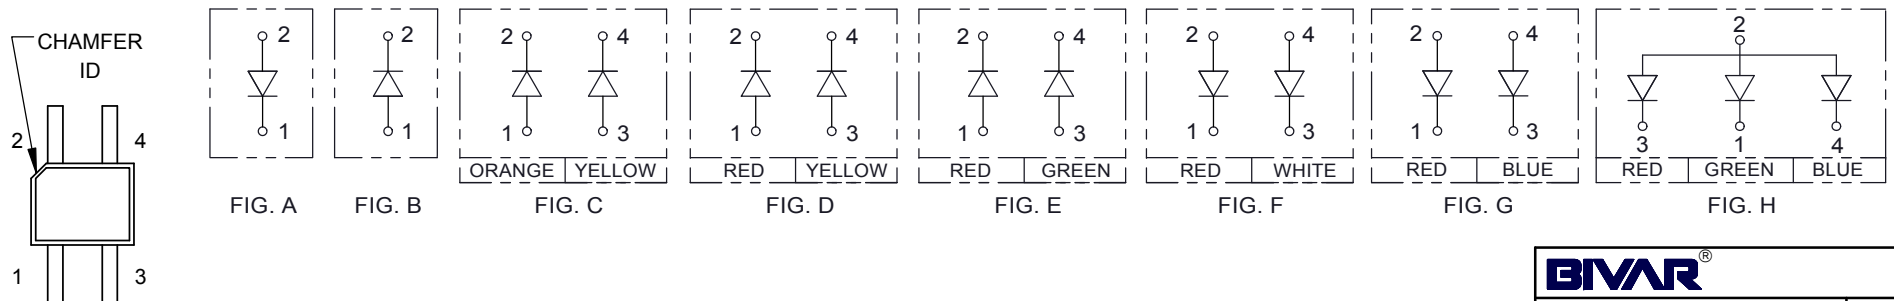 CHAMFER
ID
2 4
1 3
2
1
FIG. A
2
1
FIG. B
2 4
1 3
ORANGE YELLOW
FIG. C
2 4
1 3
RED YELLOW
FIG. D
2 4
1 3
RED GREEN
FIG. E
2 4
1 3
RED WHITE
FIG. F
2 4
1 3
RED BLUE
FIG. G
2
3 1 4
RED GREEN BLUE
FIG. H
BIVAR®